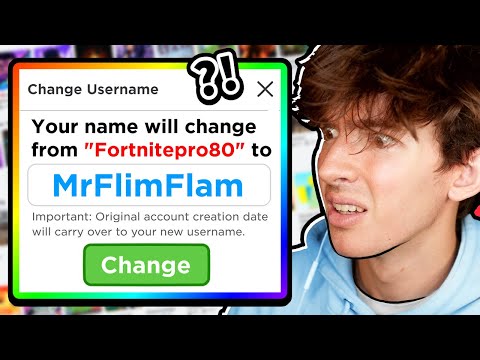 ?!
Change Username
Your name will change
from "Fortnitepro80" to
MrFlimFlam
Important: Original account creation date
will carry over to your new username.
Change